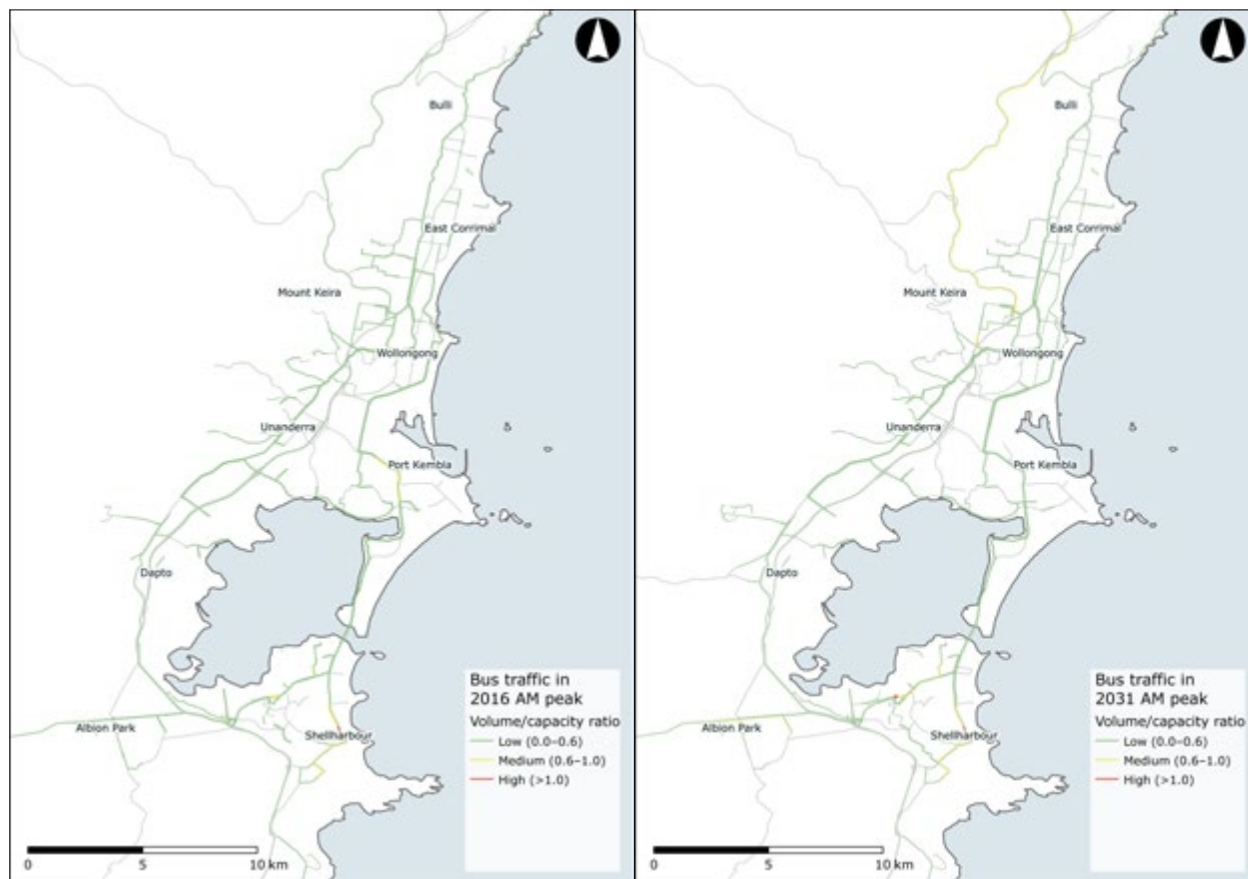 Bulli
East Corrimal
Mount Keira
Wollongong
Unanderra
Port Kembla
Dapto
Albion Park
Shellharbour
Bus traffic in
2016 AM peak
Volume/capacity ratio
Low (0.0–0.6)
Medium (0.6–1.0)
High (>1.0)
0 5 10 km
Bulli
East Corrimal
Mount Keira
Wollongong
Unanderra
Port Kembla
Dapto
Albion Park
Shellharbour
Bus traffic in
2031 AM peak
Volume/capacity ratio
Low (0.0–0.6)
Medium (0.6–1.0)
High (>1.0)
0 5 10 km